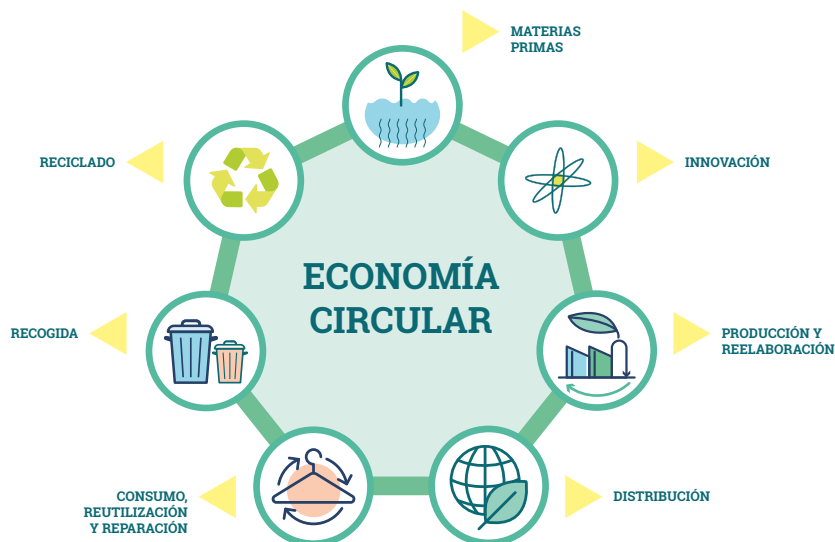 MATERIAS
PRIMAS
RECICLADO
INNOVACIÓN
ECONOMÍA
CIRCULAR
RECOGIDA
PRODUCCIÓN Y
REELABORACIÓN
CONSUMO,
REUTILIZACIÓN
Y REPARACIÓN
DISTRIBUCIÓN